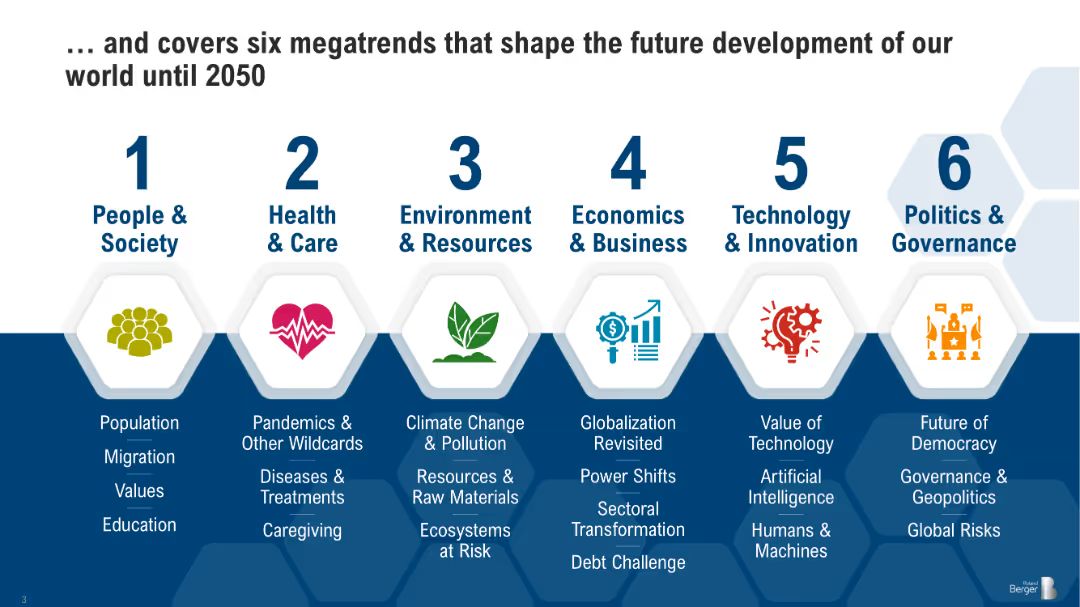 … and covers six megatrends that shape the future development of our
world until 2050
1
People &
Society
Population
Migration
Values
Education
2
Health
& Care
Pandemics &
Other Wildcards
Diseases &
Treatments
Caregiving
3
Environment
& Resources
Climate Change
& Pollution
Resources &
Raw Materials
Ecosystems
at Risk
4
Economics
& Business
$
Globalization
Revisited
Power Shifts
Sectoral
Transformation
Debt Challenge
5
Technology
& Innovation
Value of
Technology
Artificial
Intelligence
Humans &
Machines
6
Politics &
Governance
Future of
Democracy
Governance &
Geopolitics
Global Risks
3
Roland
Berger